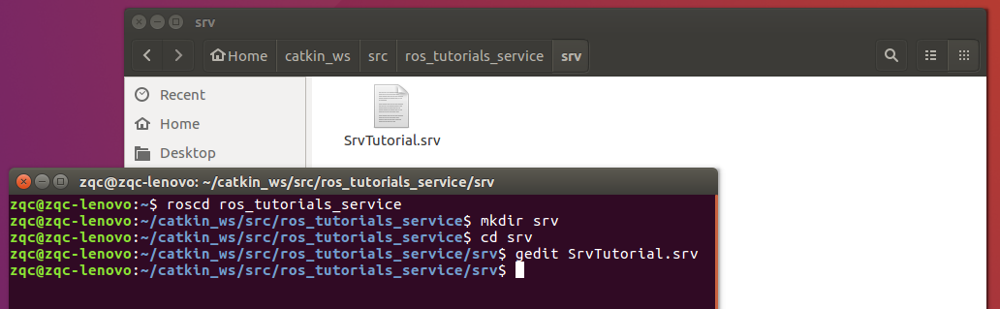 srv
Home catkin_ws src ros_tutorials_service srv
Recent
Home
Desktop
SrvTutorial.srv
zqc@zqc-lenovo: ~/catkin_ws/src/ros_tutorials_service/srv
zqc@zqc-lenovo:~$ roscd ros_tutorials_service
zqc@zqc-lenovo:~/catkin_ws/src/ros_tutorials_service$ mkdir srv
zqc@zqc-lenovo:~/catkin_ws/src/ros_tutorials_service$ cd srv
zqc@zqc-lenovo:~/catkin_ws/src/ros_tutorials_service/srv$ gedit SrvTutorial.srv
zqc@zqc-lenovo:~/catkin_ws/src/ros_tutorials_service/srv$